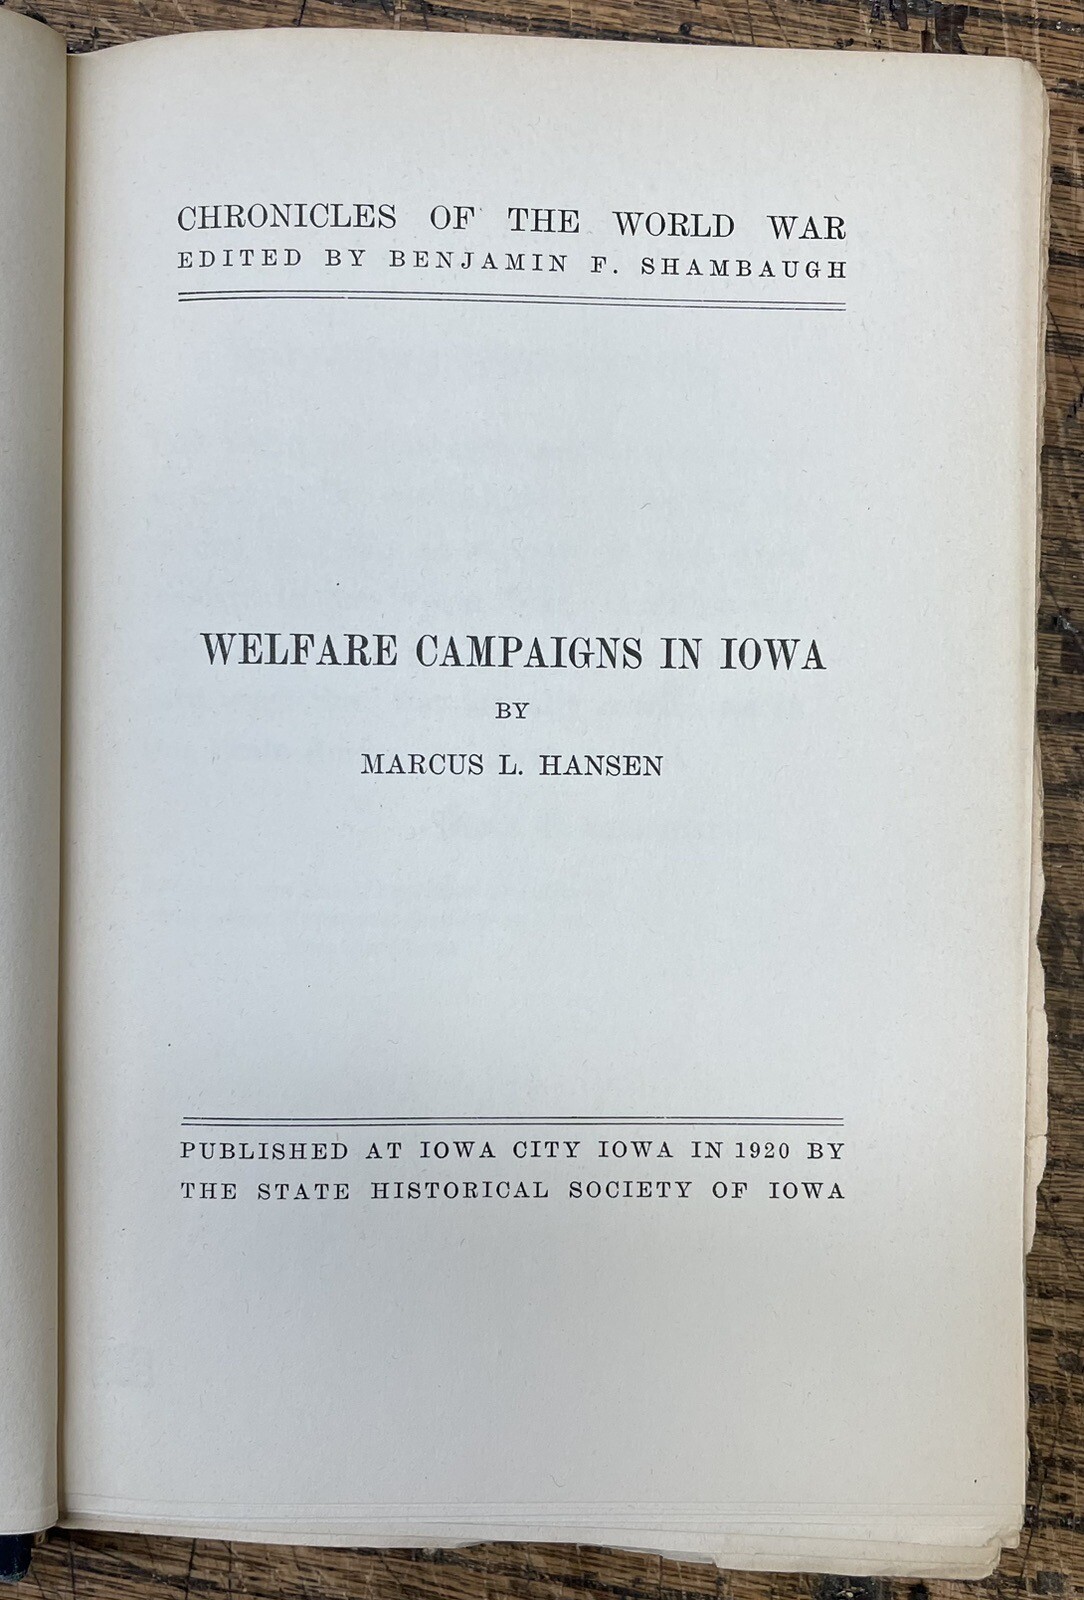 CHRONICLES OF THE WORLD WAR
EDITED BY BENJAMIN F. SHAMBAUGH
WELFARE CAMPAIGNS IN IOWA
BY
MARCUS L. HANSEN
PUBLISHED AT IOWA CITY IOWA IN 1920 BY
THE STATE HISTORICAL SOCIETY OF IOWA